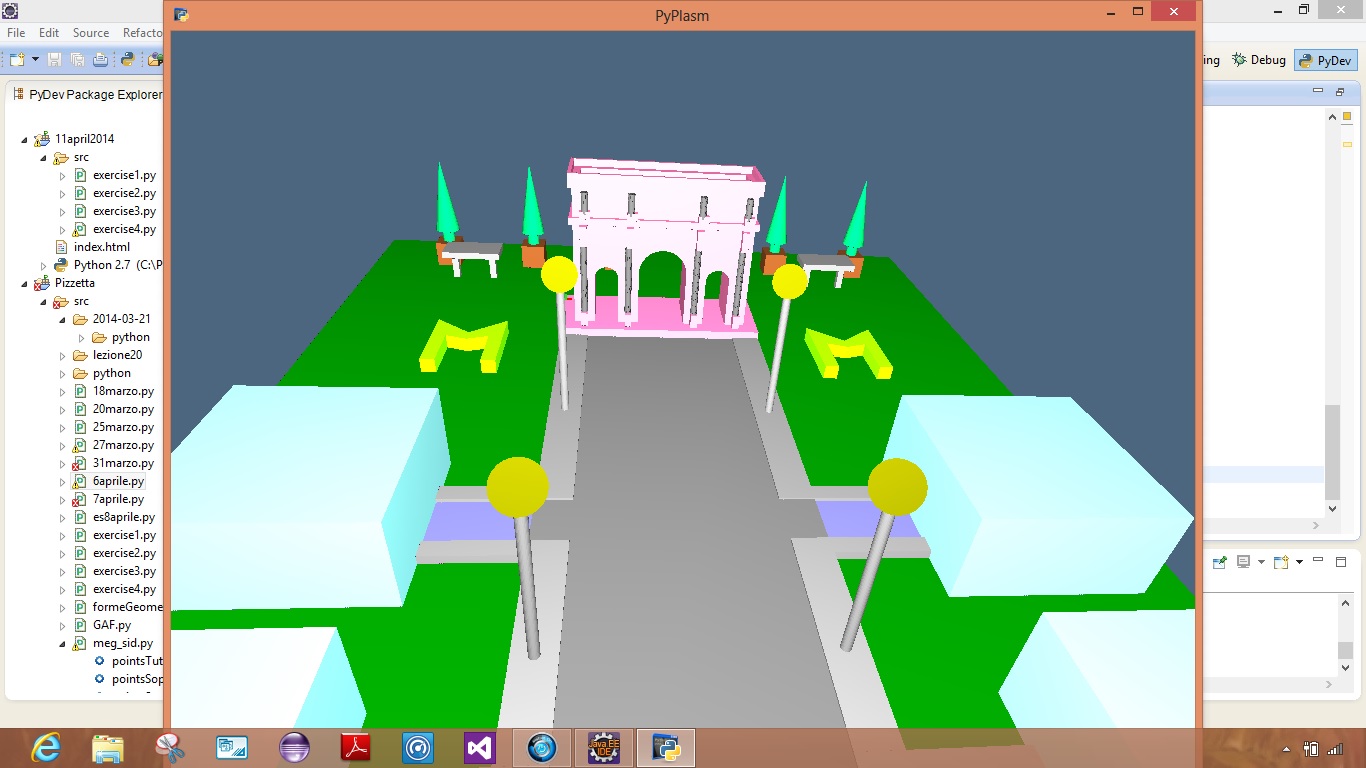 PyPlasm
File Edit Source Refacto
ing Debug PyDev
PyDev Package Explorer
11april2014
src
exercise1.py
exercise2.py
exercise3.py
exercise4.py
index.html
Python 2.7 (C:\P
Pizzetta
src
2014-03-21
python
lezione20
python
18marzo.py
20marzo.py
25marzo.py
27marzo.py
31marzo.py
6aprile.py
7aprile.py
es8aprile.py
exercise1.py
exercise2.py
exercise3.py
exercise4.py
formeGeome
GAF.py
meg_sid.py
pointsTut
pointsSop
Java EE
IDE